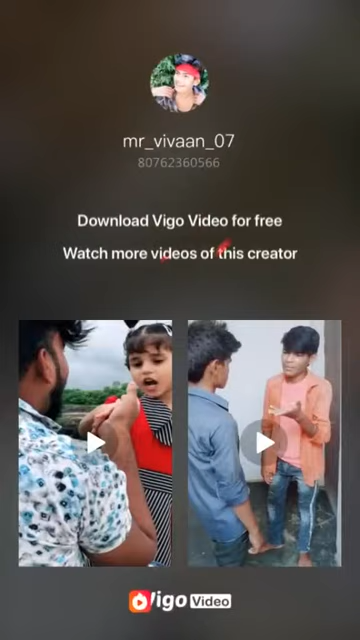 mr_vivaan_07
80762360566
Download Vigo Video for free
Watch more videos of this creator
Vigo Video